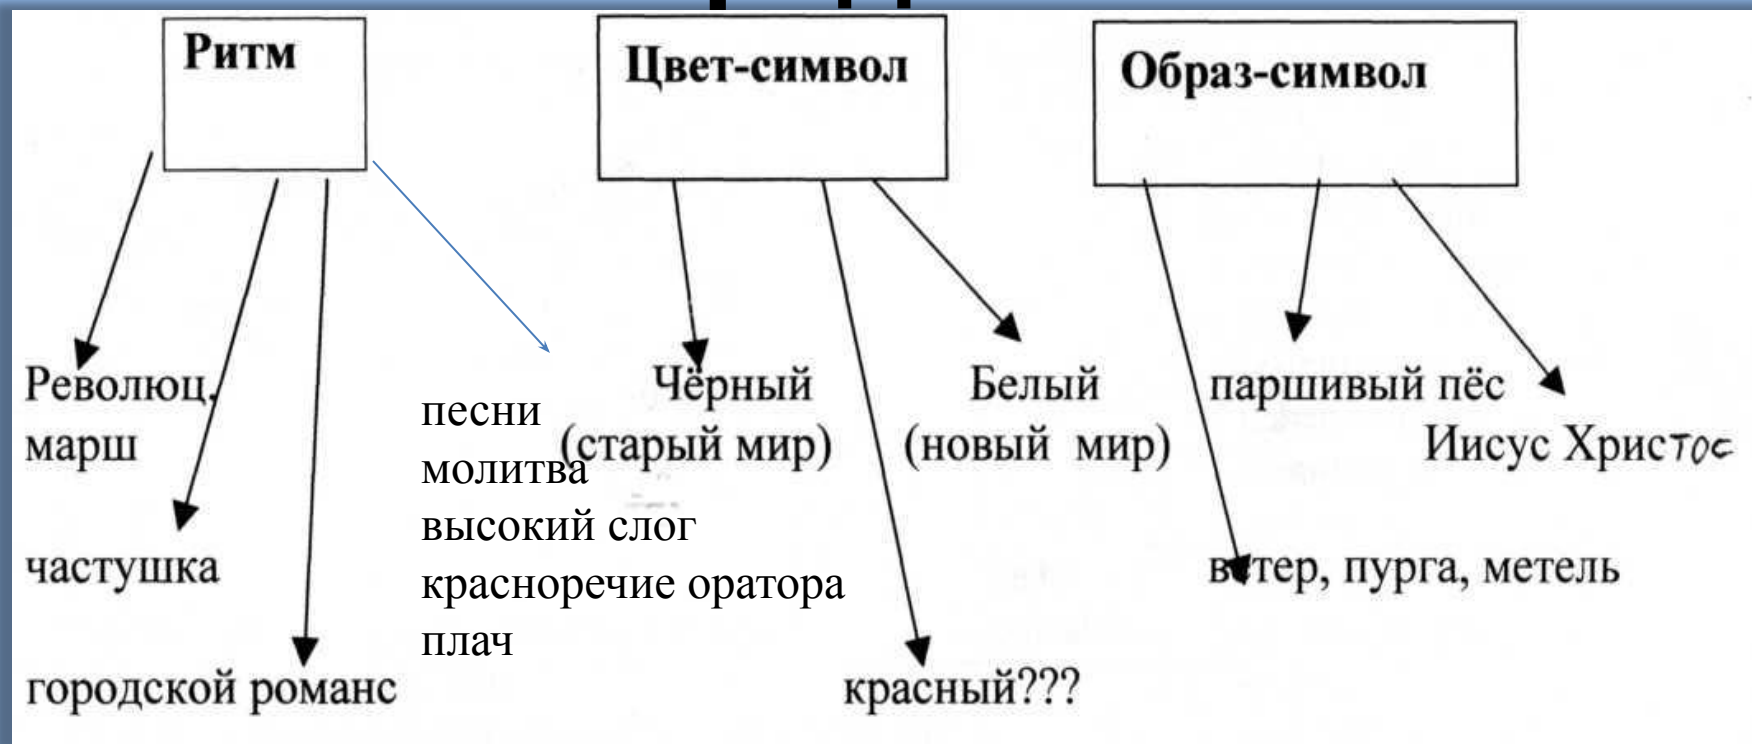 Ритм
Цвет-символ
Образ-символ
Революц.
марш
частушка
городской романс
песни
молитва
высокий слог
красноречие оратора
плач
Чёрный
(старый мир)
Белый
(новый мир)
красный???
паршивый пёс
Иисус Христос
ветер, пурга, метель